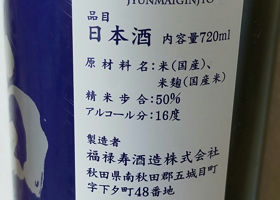 JYUNMAIGINJYO
品目
日本酒 内容量720ml
原材料名:米(国産)、
米麹(国産米)
精米歩合:50%
アルコール分:16度
製造者
福禄寿酒造株式会社
秋田県南秋田郡五城目町
字下夕町48番地